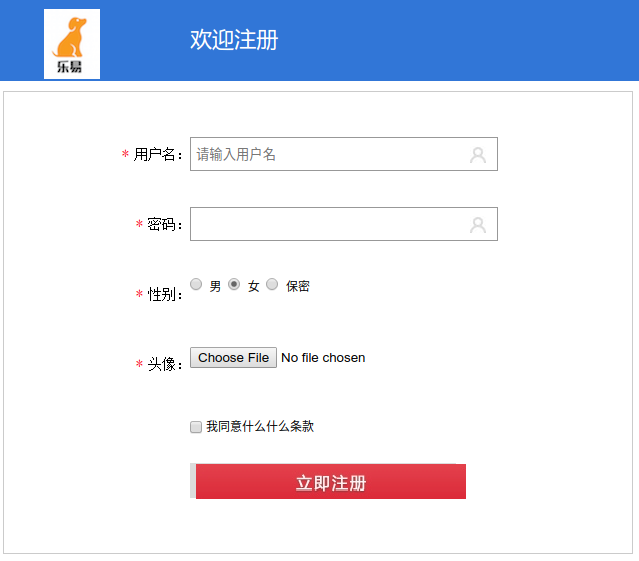 乐易
欢迎注册
* 用户名：
请输入用户名
* 密码：
* 性别：
男 女 保密
* 头像：
Choose File No file chosen
我同意什么什么条款
立即注册